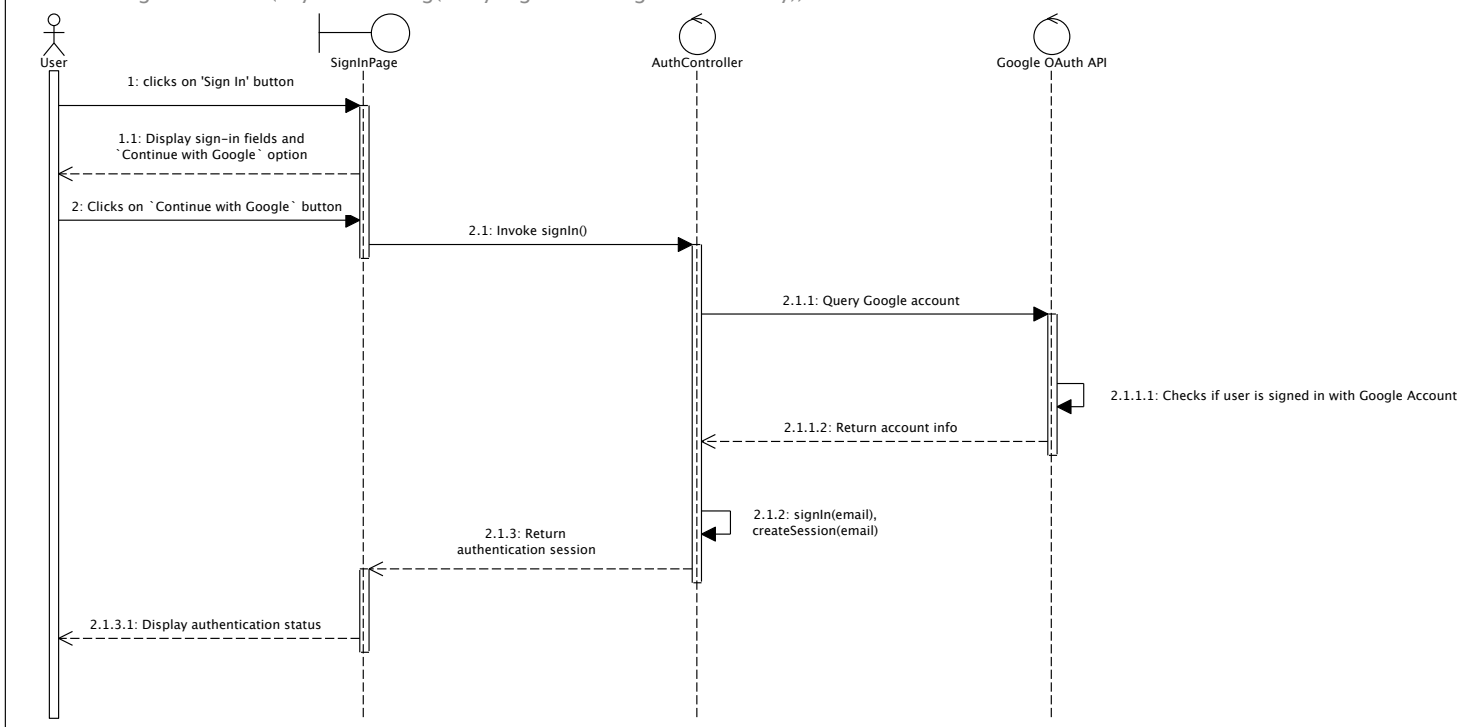 User
SignInPage
AuthController
Google OAuth API
1: clicks on 'Sign In' button
1.1: Display sign-in fields and
`Continue with Google` option
2: Clicks on `Continue with Google` button
2.1: Invoke signIn()
2.1.1: Query Google account
2.1.1.1: Checks if user is signed in with Google Account
2.1.1.2: Return account info
2.1.2: signIn(email),
createSession(email)
2.1.3: Return
authentication session
2.1.3.1: Display authentication status